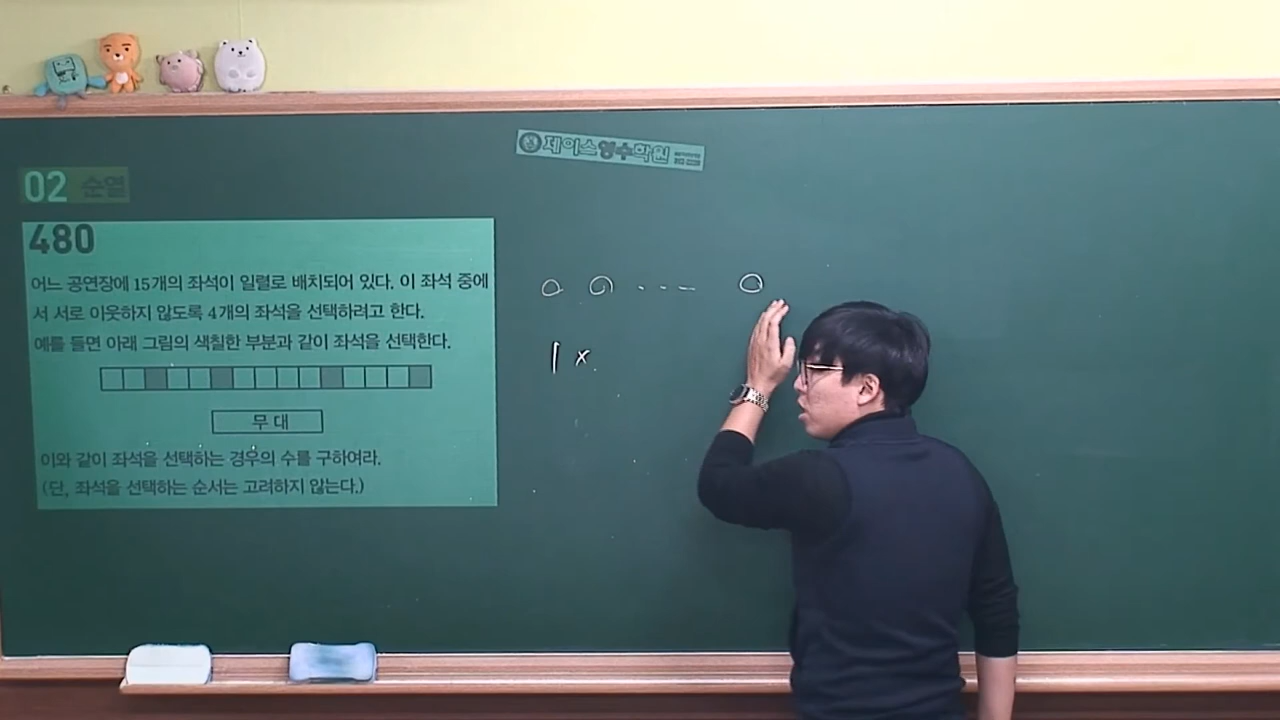 제이스영수학원
02 순열
480
어느 공연장에 15개의 좌석이 일렬로 배치되어 있다. 이 좌석 중에
서 서로 이웃하지 않도록 4개의 좌석을 선택하려고 한다.
예를 들면 아래 그림의 색칠한 부분과 같이 좌석을 선택한다.
무대
이와 같이 좌석을 선택하는 경우의 수를 구하여라.
(단, 좌석을 선택하는 순서는 고려하지 않는다.)
○ ○ ··· ○
1 ×